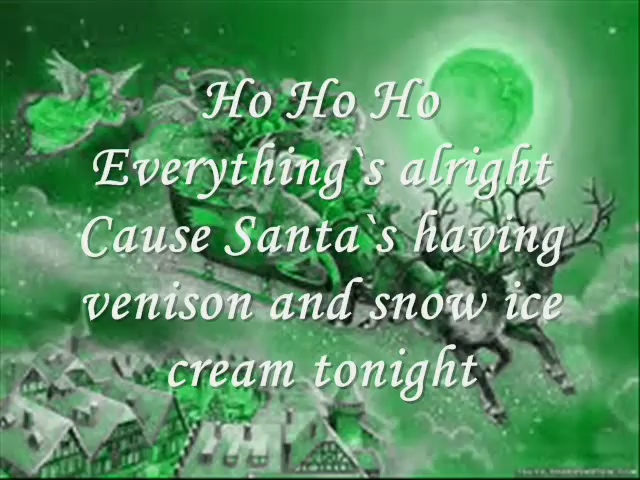 Ho Ho Ho
Everything`s alright
Cause Santa`s having
venison and snow ice
cream tonight